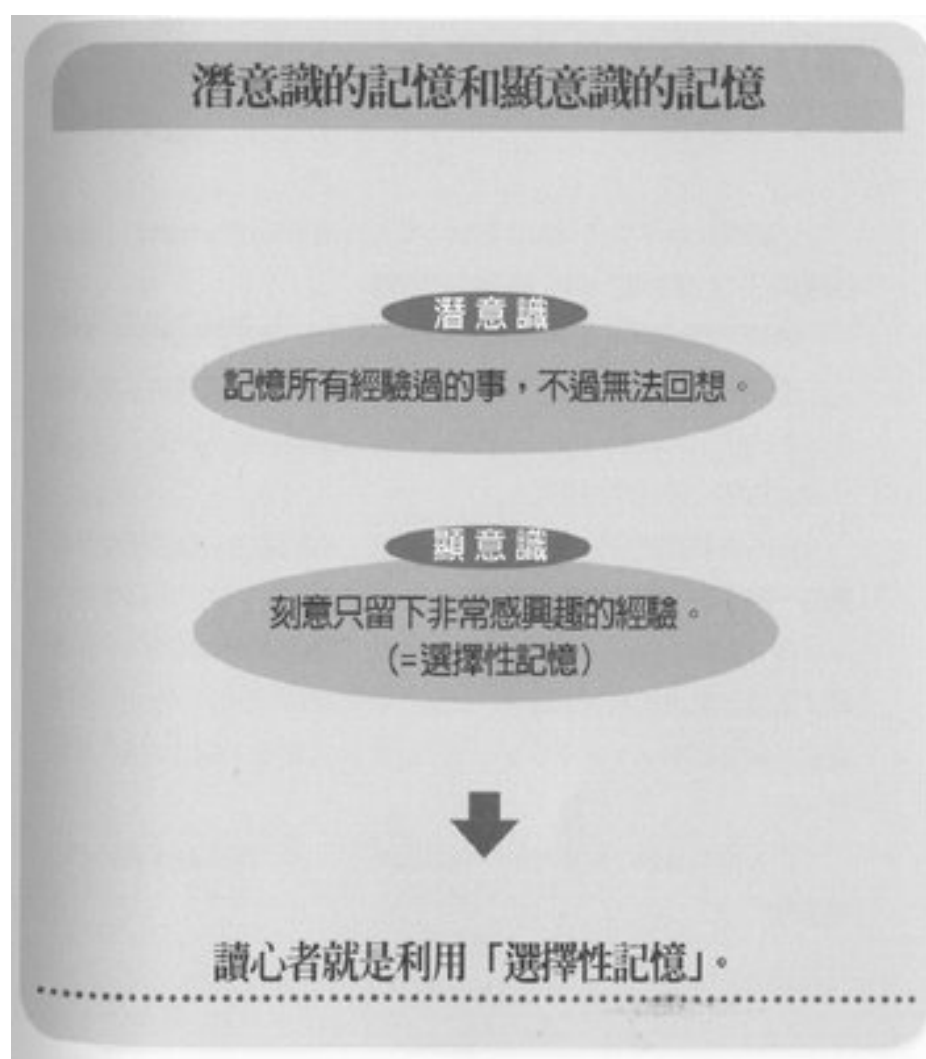 潛意識的記憶和顯意識的記憶
潛意識
記憶所有經驗過的事，不過無法回想。
顯意識
刻意只留下非常感興趣的經驗。
（=選擇性記憶）
讀心者就是利用「選擇性記憶」。